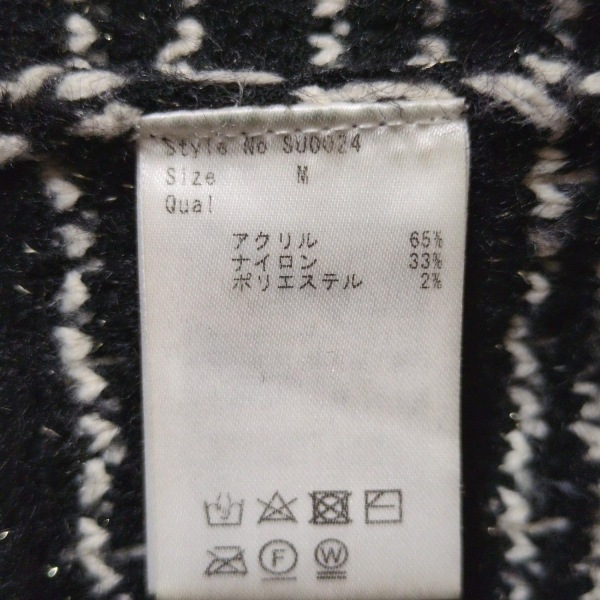 Style No SU0024
Size M
Qual
アクリル 65%
ナイロン 33%
ポリエステル 2%
F W